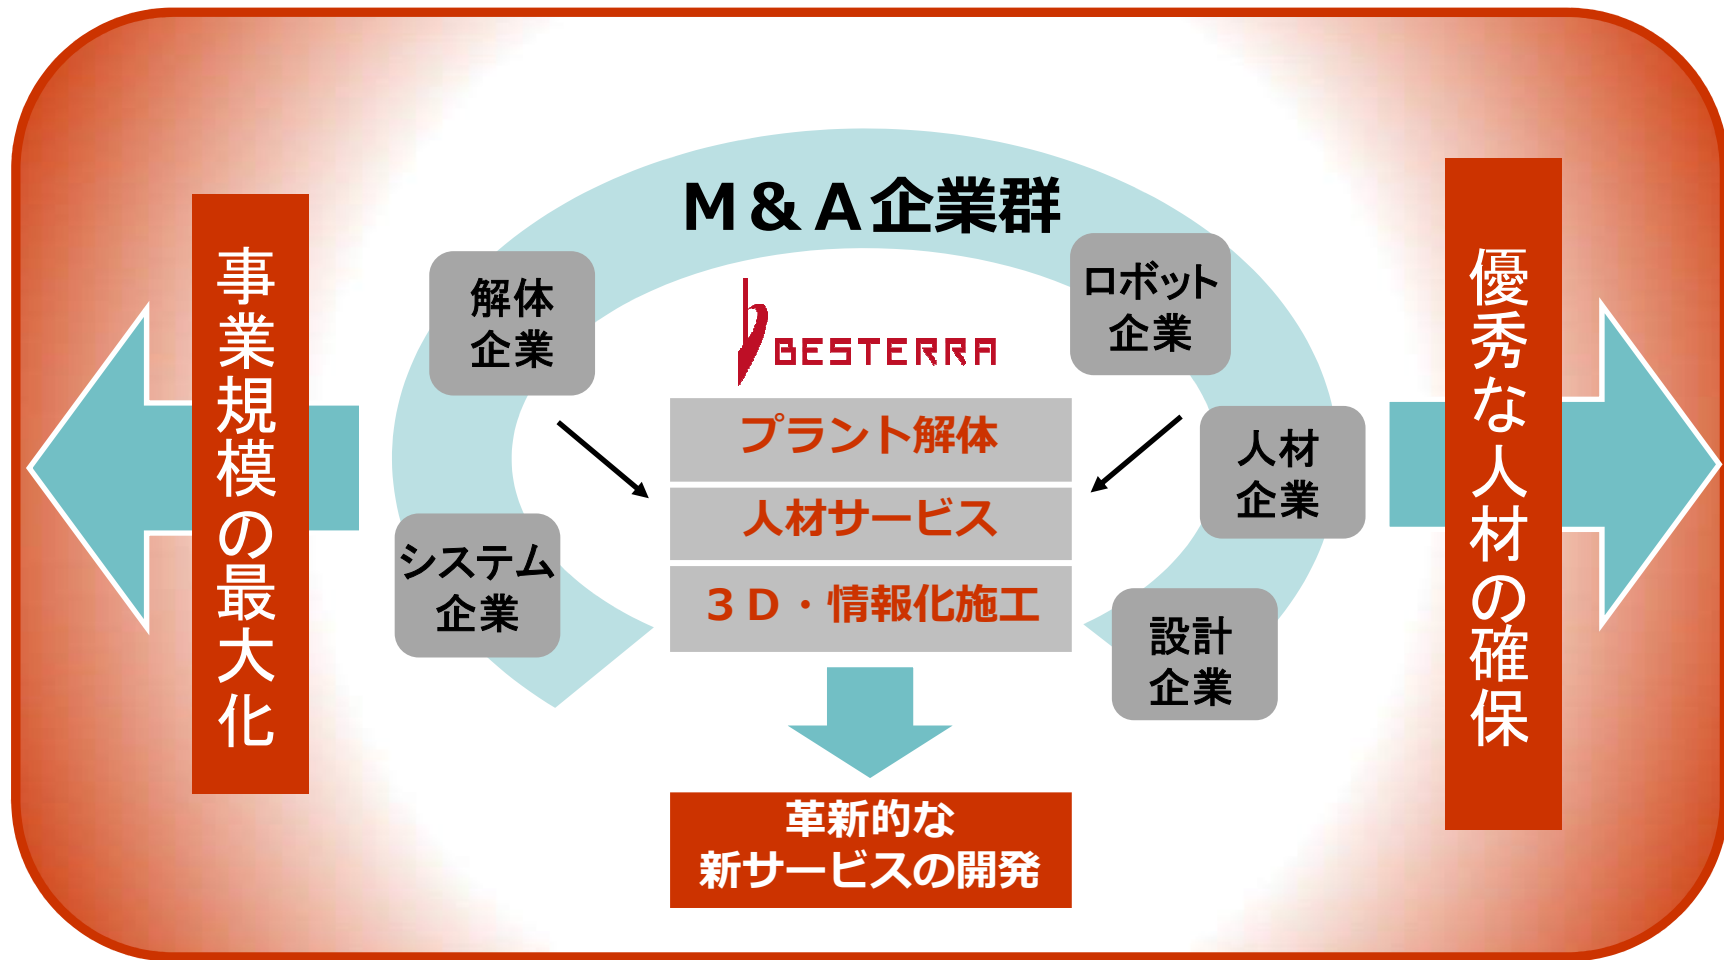 M&A企業群
解体
企業
ロボット
企業
BESTERRA
事業規模の最大化
優秀な人材の確保
プラント解体
人材
企業
人材サービス
システム
企業
3D・情報化施工
設計
企業
革新的な
新サービスの開発